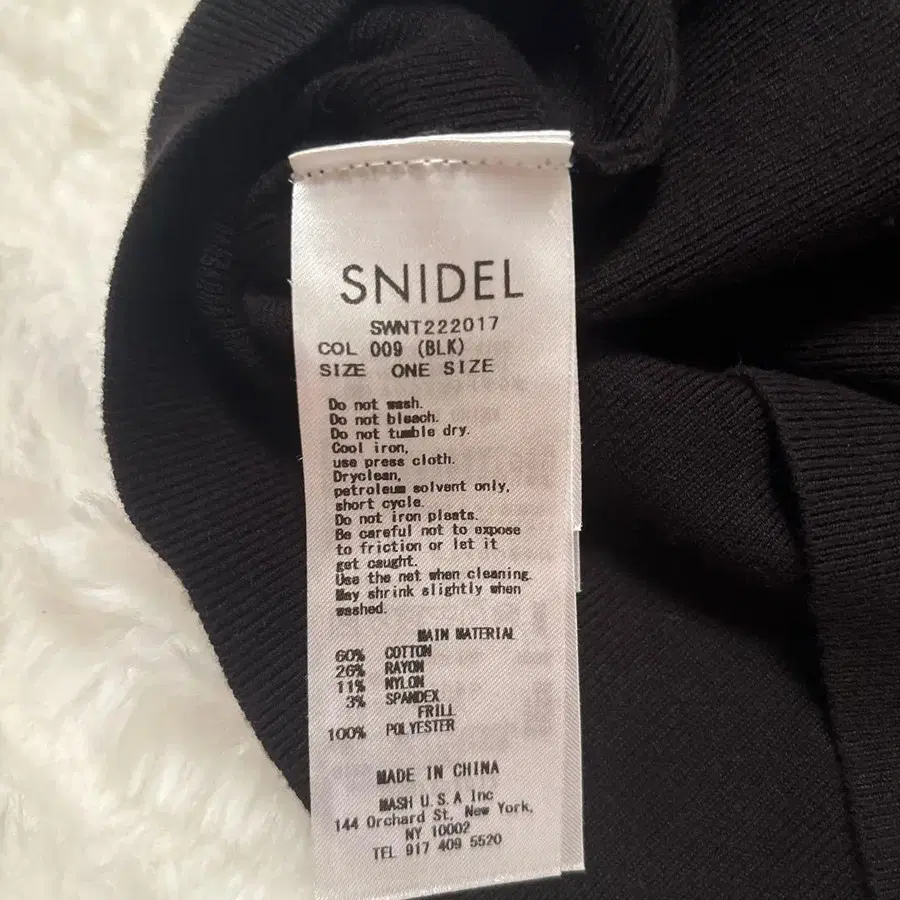 SNIDEL
SWNT222017
COL 009 (BLK)
SIZE ONE SIZE
Do not wash.
Do not bleach.
Do not tumble dry.
Cool iron,
use press cloth.
Dryclean,
petroleum solvent only,
short cycle.
Do not iron pleats.
Be careful not to expose
to friction or let it
get caught.
Use the net when cleaning.
May shrink slightly when
washed.
MAIN MATERIAL
60% COTTON
26% RAYON
11% NYLON
3% SPANDEX
FRILL
100% POLYESTER
MADE IN CHINA
MASH U.S.A Inc
144 Orchard St, New York,
NY 10002
TEL 917 409 5520